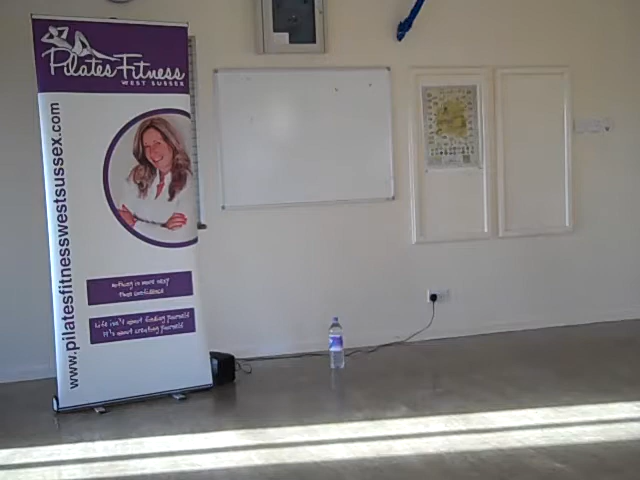 Pilates Fitness
WEST SUSSEX
www.pilatesfitnesswestsussex.com
Nothing is more sexy
than confidence
Life isn't about finding yourself
It's about creating yourself